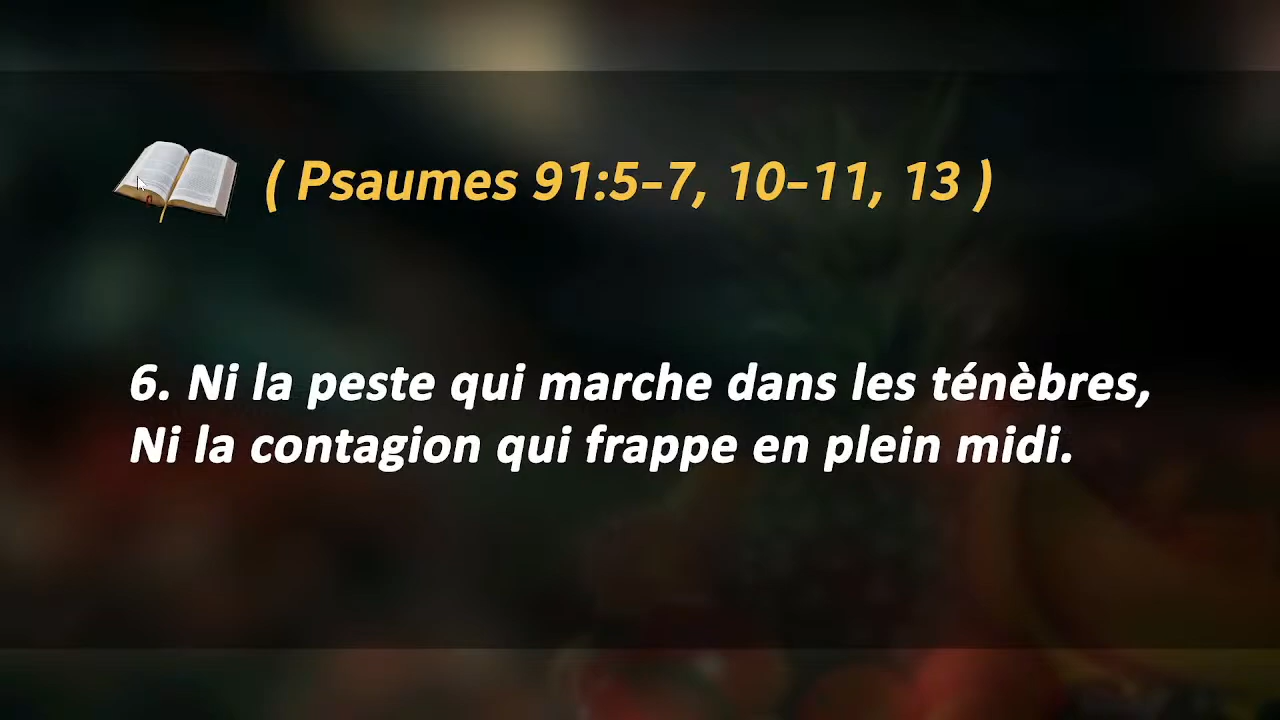 ( Psaumes 91:5-7, 10-11, 13 )
6. Ni la peste qui marche dans les ténèbres,
Ni la contagion qui frappe en plein midi.